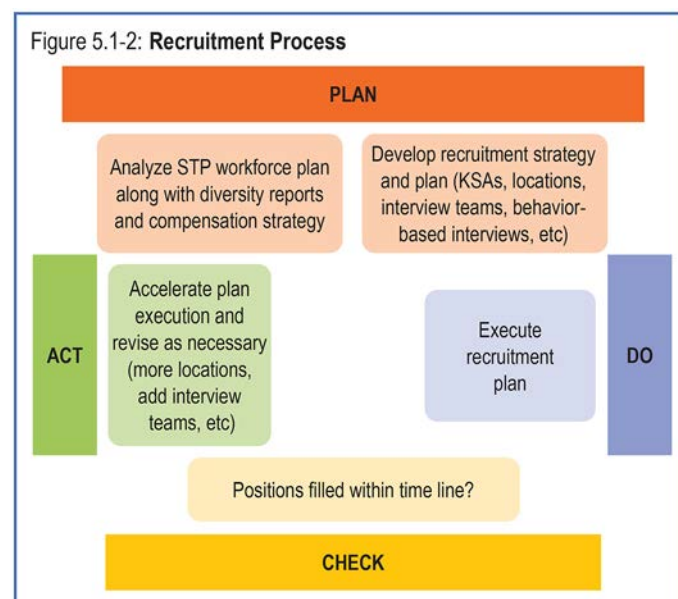 Figure 5.1-2: Recruitment Process
PLAN
Analyze STP workforce plan
along with diversity reports
and compensation strategy
Develop recruitment strategy
and plan (KSAs, locations,
interview teams, behavior-
based interviews, etc)
ACT
Accelerate plan
execution and
revise as necessary
(more locations,
add interview
teams, etc)
Execute
recruitment
plan
DO
Positions filled within time line?
CHECK